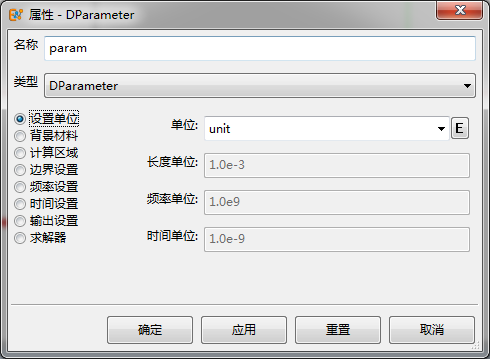 属性 - DParameter
名称 param
类型 DParameter
设置单位
背景材料
计算区域
边界设置
频率设置
时间设置
输出设置
求解器
单位: unit E
长度单位: 1.0e-3
频率单位: 1.0e9
时间单位: 1.0e-9
确定 应用 重置 取消